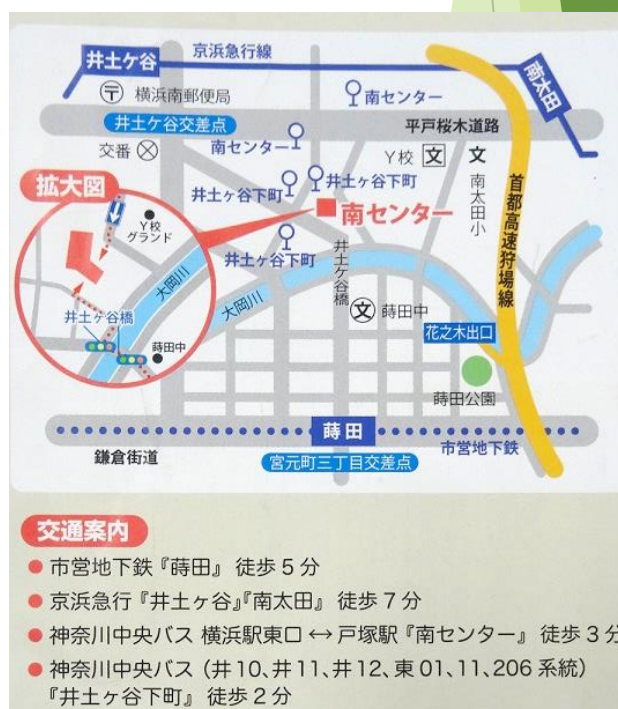 井土ケ谷
京浜急行線
南太田
横浜南郵便局
南センター
井土ケ谷交差点
平戸桜木道路
交番
南センター
Y校
文
文
南太田小
首都高速狩場線
拡大図
井土ヶ谷下町
井土ヶ谷下町
Y校
グランド
南センター
井土ヶ谷下町
井土ヶ谷橋
大岡川
大岡川
井土ケ谷橋
文
蒔田中
花之木出口
蒔田中
蒔田公園
蒔田
市営地下鉄
鎌倉街道
宮元町三丁目交差点
交通案内
● 市営地下鉄『蒔田』徒歩5分
● 京浜急行『井土ヶ谷』『南太田』徒歩7分
● 神奈川中央バス 横浜駅東口↔戸塚駅『南センター』徒歩3分
● 神奈川中央バス(井10、井11、井12、東01、11、206系統)
『井土ヶ谷下町』徒歩2分